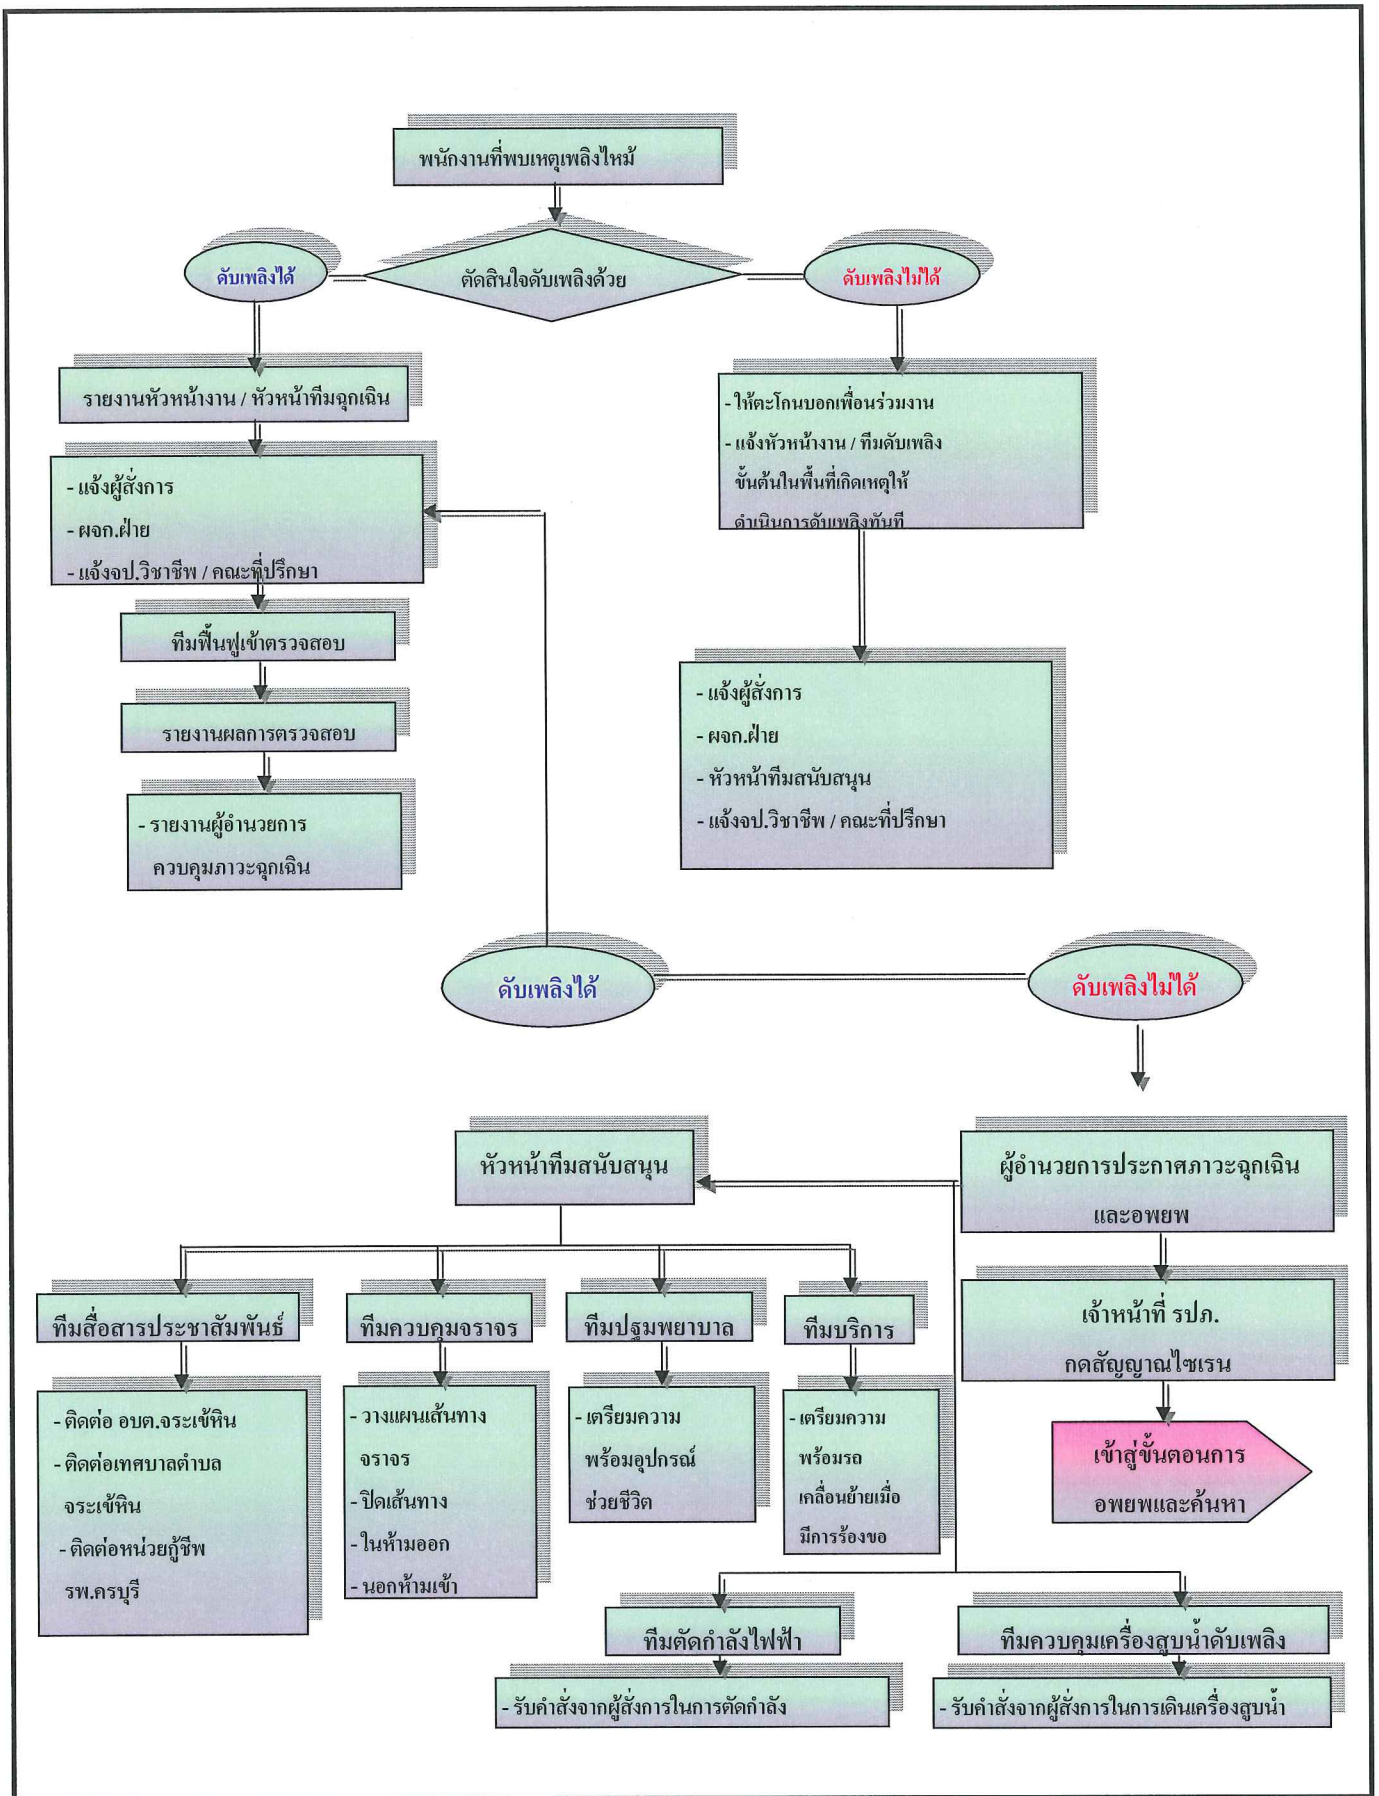 พนักงานที่พบเหตุเพลิงไหม้
ดับเพลิงได้
ตัดสินใจดับเพลิงด้วย
ดับเพลิงไม่ได้
รายงานหัวหน้างาน / หัวหน้าทีมฉุกเฉิน
- ให้ตะโกนบอกเพื่อนร่วมงาน
- แจ้งหัวหน้างาน / ทีมดับเพลิง
ขั้นต้นในพื้นที่เกิดเหตุให้
ดำเนินการดับเพลิงทันที
- แจ้งผู้สั่งการ
- ผจก.ฝ่าย
- แจ้งจป.วิชาชีพ / คณะที่ปรึกษา
ทีมฟื้นฟูเข้าตรวจสอบ
รายงานผลการตรวจสอบ
- รายงานผู้อำนวยการ
ควบคุมภาวะฉุกเฉิน
- แจ้งผู้สั่งการ
- ผจก.ฝ่าย
- หัวหน้าทีมสนับสนุน
- แจ้งจป.วิชาชีพ / คณะที่ปรึกษา
ดับเพลิงได้
ดับเพลิงไม่ได้
หัวหน้าทีมสนับสนุน
ผู้อำนวยการประกาศภาวะฉุกเฉิน
และอพยพ
เจ้าหน้าที่ รปภ.
กดสัญญาณไซเรน
เข้าสู่ขั้นตอนการ
อพยพและค้นหา
ทีมสื่อสารประชาสัมพันธ์
ทีมควบคุมจราจร
ทีมปฐมพยาบาล
ทีมบริการ
- ติดต่อ อบต.จระเข้หิน
- ติดต่อเทศบาลตำบล
จระเข้หิน
- ติดต่อหน่วยกู้ชีพ
รพ.ครบุรี
- วางแผนเส้นทาง
จราจร
- ปิดเส้นทาง
- ในห้ามออก
- นอกห้ามเข้า
- เตรียมความ
พร้อมอุปกรณ์
ช่วยชีวิต
- เตรียมความ
พร้อมรถ
เคลื่อนย้ายเมื่อ
มีการร้องขอ
ทีมตัดกำลังไฟฟ้า
ทีมควบคุมเครื่องสูบน้ำดับเพลิง
- รับคำสั่งจากผู้สั่งการในการตัดกำลัง
- รับคำสั่งจากผู้สั่งการในการเดินเครื่องสูบน้ำ